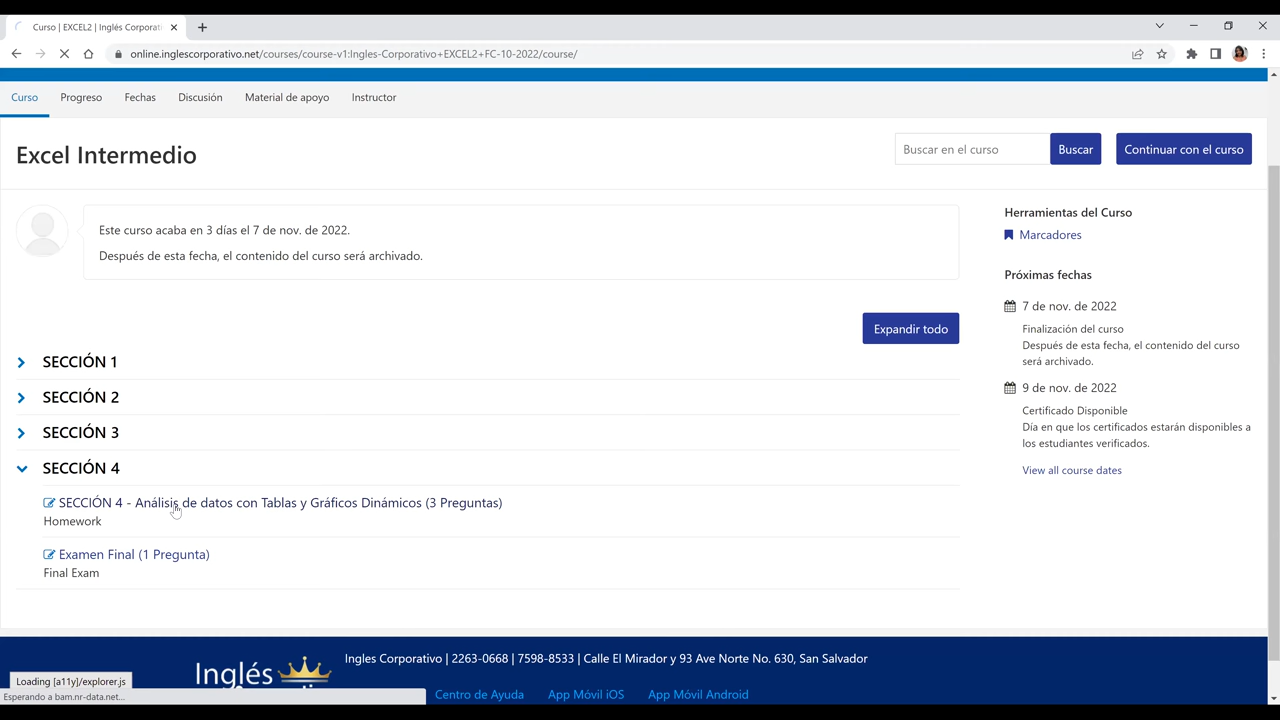 Curso | EXCEL2 | Inglés Corporati
online.inglescorporativo.net/courses/course-v1:Ingles-Corporativo+EXCEL2+FC-10-2022/course/
Curso Progreso Fechas Discusión Material de apoyo Instructor
Excel Intermedio
Buscar en el curso Buscar Continuar con el curso
Este curso acaba en 3 días el 7 de nov. de 2022.
Después de esta fecha, el contenido del curso será archivado.
Expandir todo
SECCIÓN 1
SECCIÓN 2
SECCIÓN 3
SECCIÓN 4
SECCIÓN 4 - Análisis de datos con Tablas y Gráficos Dinámicos (3 Preguntas)
Homework
Examen Final (1 Pregunta)
Final Exam
Herramientas del Curso
Marcadores
Próximas fechas
7 de nov. de 2022
Finalización del curso
Después de esta fecha, el contenido del curso
será archivado.
9 de nov. de 2022
Certificado Disponible
Día en que los certificados estarán disponibles a
los estudiantes verificados.
View all course dates
Inglés
Ingles Corporativo | 2263-0668 | 7598-8533 | Calle El Mirador y 93 Ave Norte No. 630, San Salvador
Centro de Ayuda App Móvil iOS App Móvil Android
Loading [a11y]/explorer.js
Esperando a bam.nr-data.net...